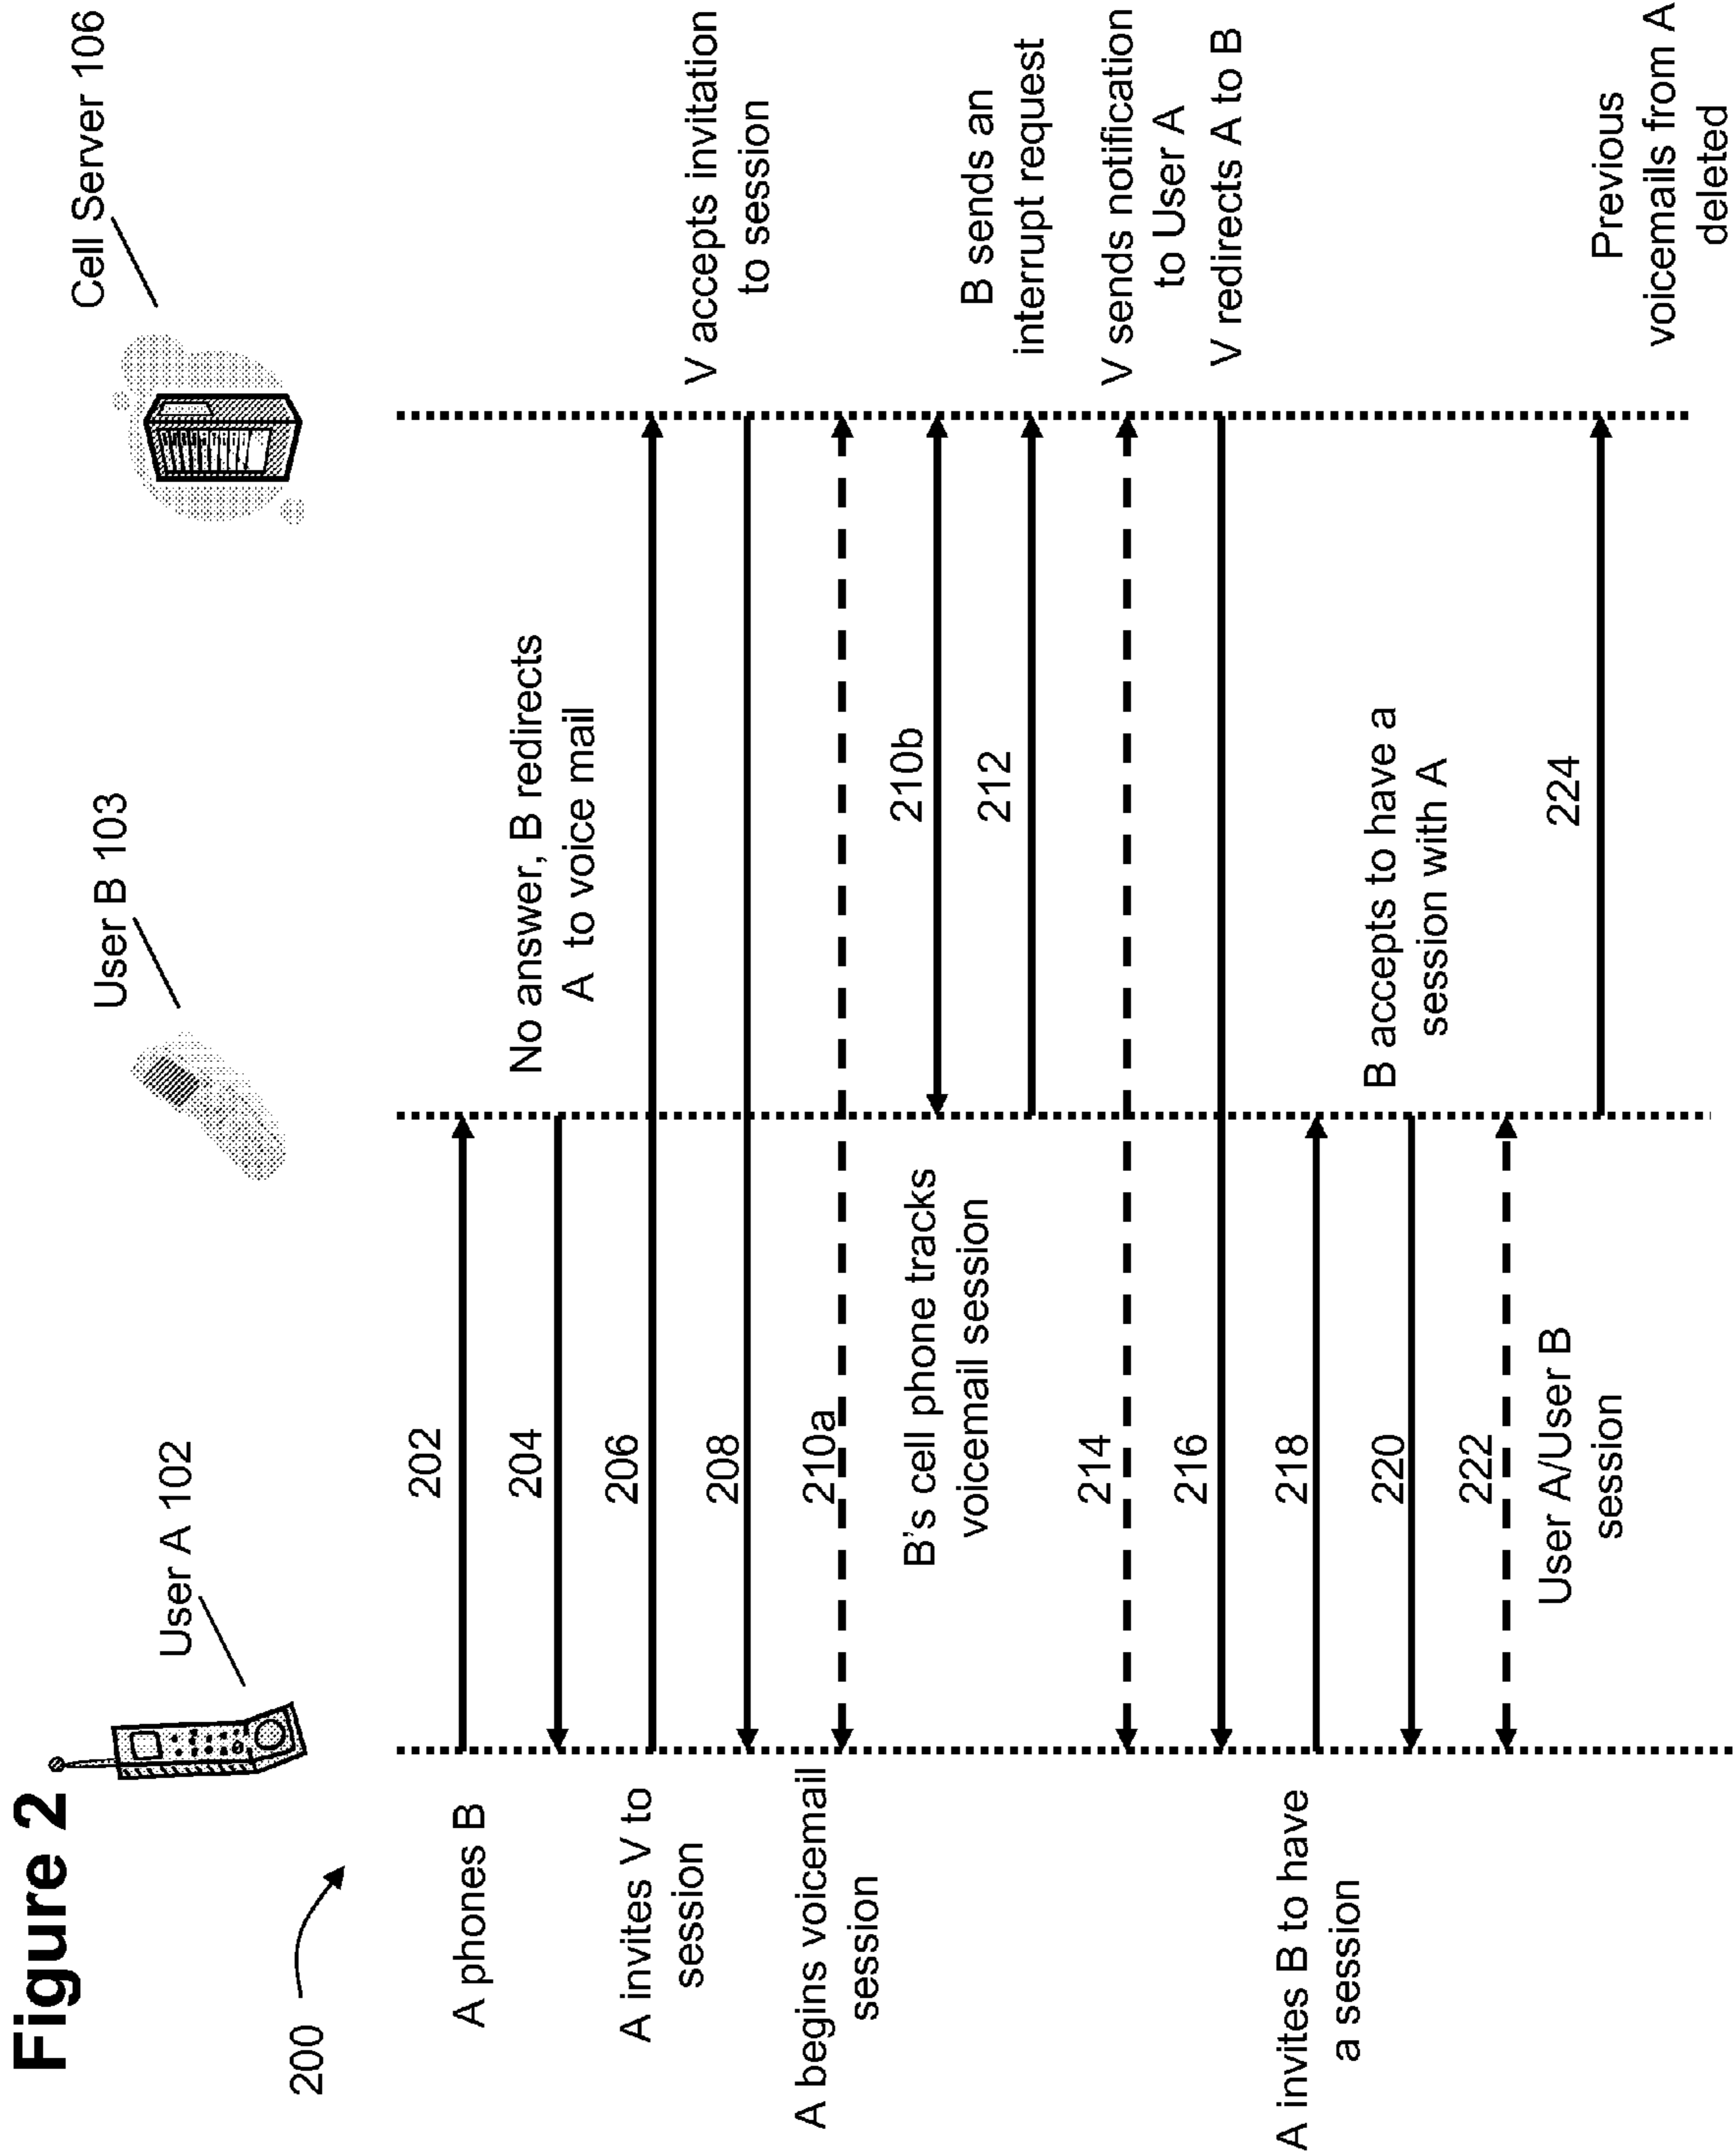 Figure 2
200
User A 102
User B 103
Cell Server 106
A phones B
202
204
No answer, B redirects
A to voice mail
A invites V to
session
206
208
V accepts invitation
to session
A begins voicemail
session
210a
B's cell phone tracks
voicemail session
210b
212
B sends an
interrupt request
214
V sends notification
to User A
216
V redirects A to B
A invites B to have
a session
218
220
B accepts to have a
session with A
222
User A/User B
session
224
Previous
voicemails from A
deleted